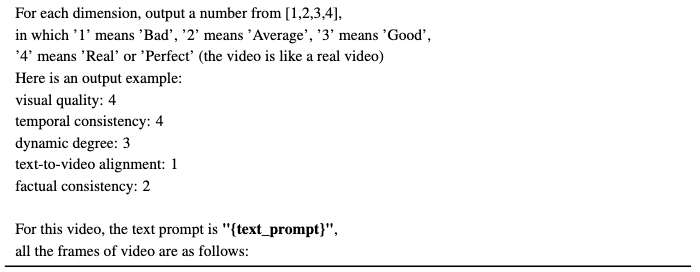 For each dimension, output a number from [1,2,3,4],
in which ’1’ means ’Bad’, ’2’ means ’Average’, ’3’ means ’Good’,
’4’ means ’Real’ or ’Perfect’ (the video is like a real video)
Here is an output example:
visual quality: 4
temporal consistency: 4
dynamic degree: 3
text-to-video alignment: 1
factual consistency: 2
For this video, the text prompt is "{text_prompt}",
all the frames of video are as follows: